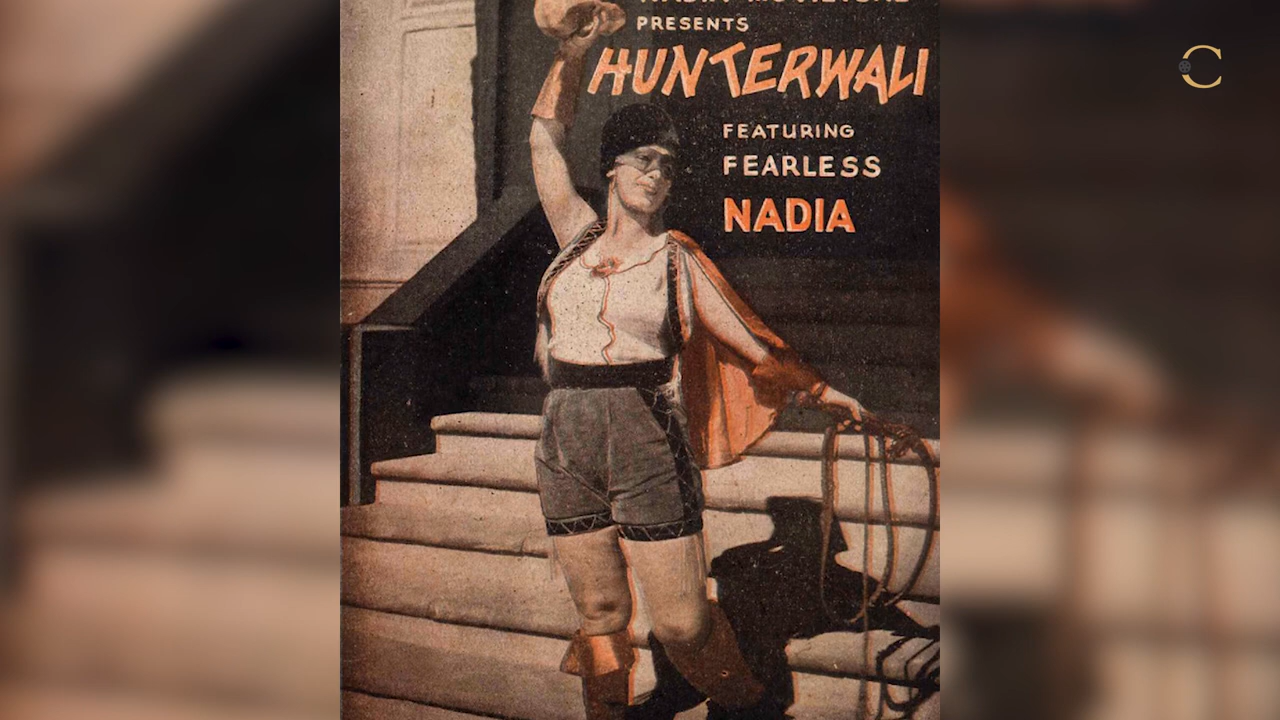 PRESENTS
HUNTERWALI
FEATURING
FEARLESS
NADIA